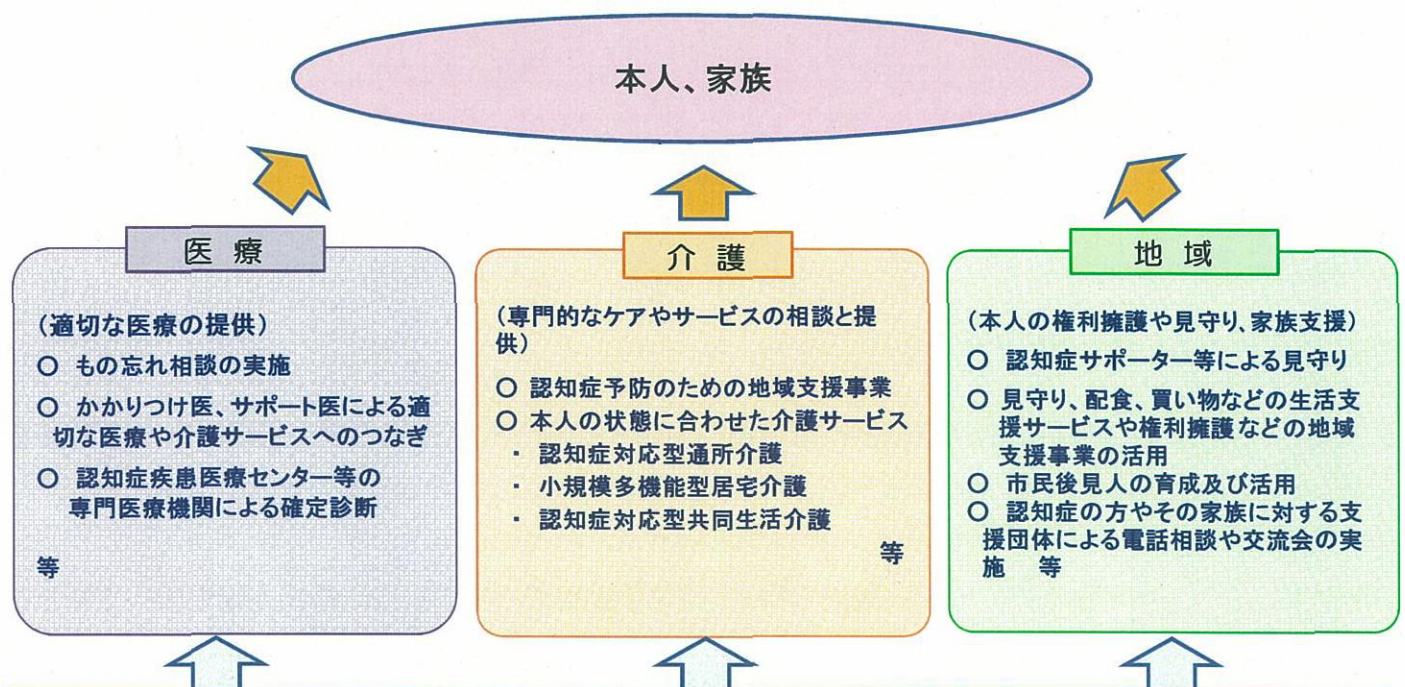 本人、家族
医 療
(適切な医療の提供)
○ もの忘れ相談の実施
○ かかりつけ医、サポート医による適
切な医療や介護サービスへのつなぎ
○ 認知症疾患医療センター等の
専門医療機関による確定診断
等
介 護
(専門的なケアやサービスの相談と提
供)
○ 認知症予防のための地域支援事業
○ 本人の状態に合わせた介護サービス
・ 認知症対応型通所介護
・ 小規模多機能型居宅介護
・ 認知症対応型共同生活介護
等
地 域
(本人の権利擁護や見守り、家族支援)
○ 認知症サポーター等による見守り
○ 見守り、配食、買い物などの生活支
援サービスや権利擁護などの地域
支援事業の活用
○ 市民後見人の育成及び活用
○ 認知症の方やその家族に対する支
援団体による電話相談や交流会の実
施 等